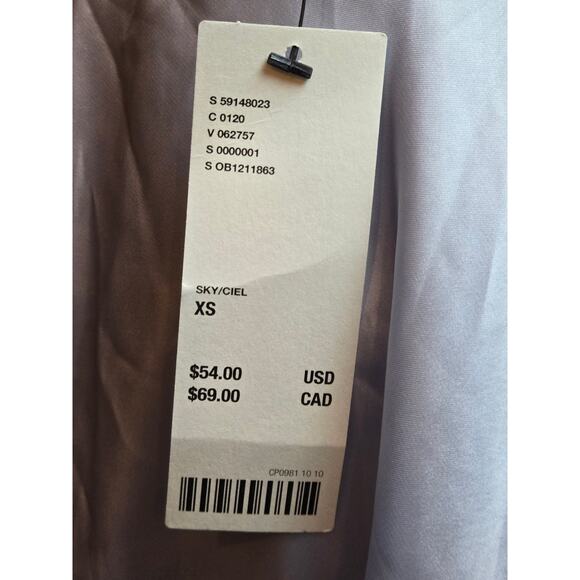 S 59148023
C 0120
V 062757
S 0000001
S OB1211863
SKY/CIEL
XS
$54.00 USD
$69.00 CAD
CP0981 10 10